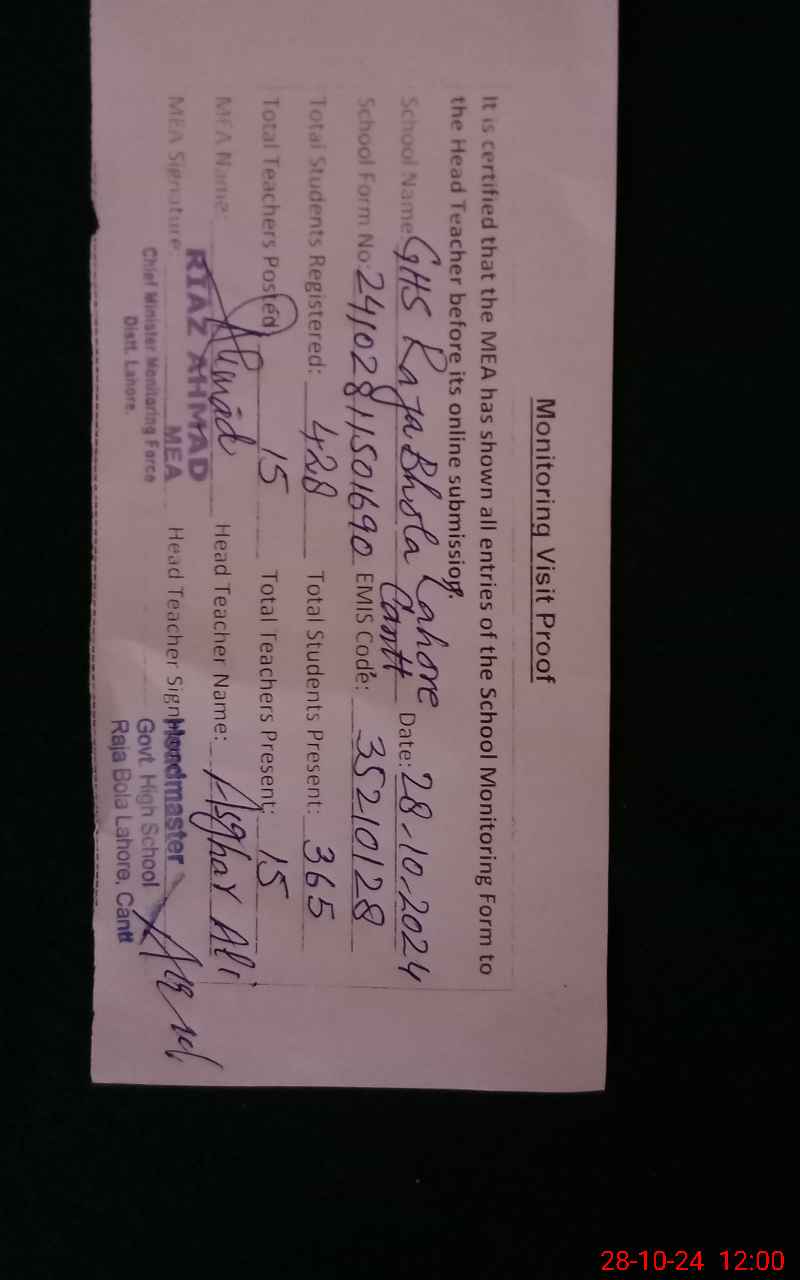 Monitoring Visit Proof
It is certified that the MEA has shown all entries of the School Monitoring Form to
the Head Teacher before its online submission.
School Name: GHS Raja Bhola Lahore Cantt Date: 28-10-2024
School Form No: 24102811501690 EMIS Code: 35210128
Total Students Registered: 428 Total Students Present: 365
Total Teachers Posted 15 Total Teachers Present: 15
MEA Name: Head Teacher Name: Asghar Ali
RIAZ AHMAD
MEA Signature: MEA Head Teacher Sign Headmaster
Chief Minister Monitoring Force Govt High School
Distt. Lahore. Raja Bola Lahore, Cantt
28-10-24 12:00